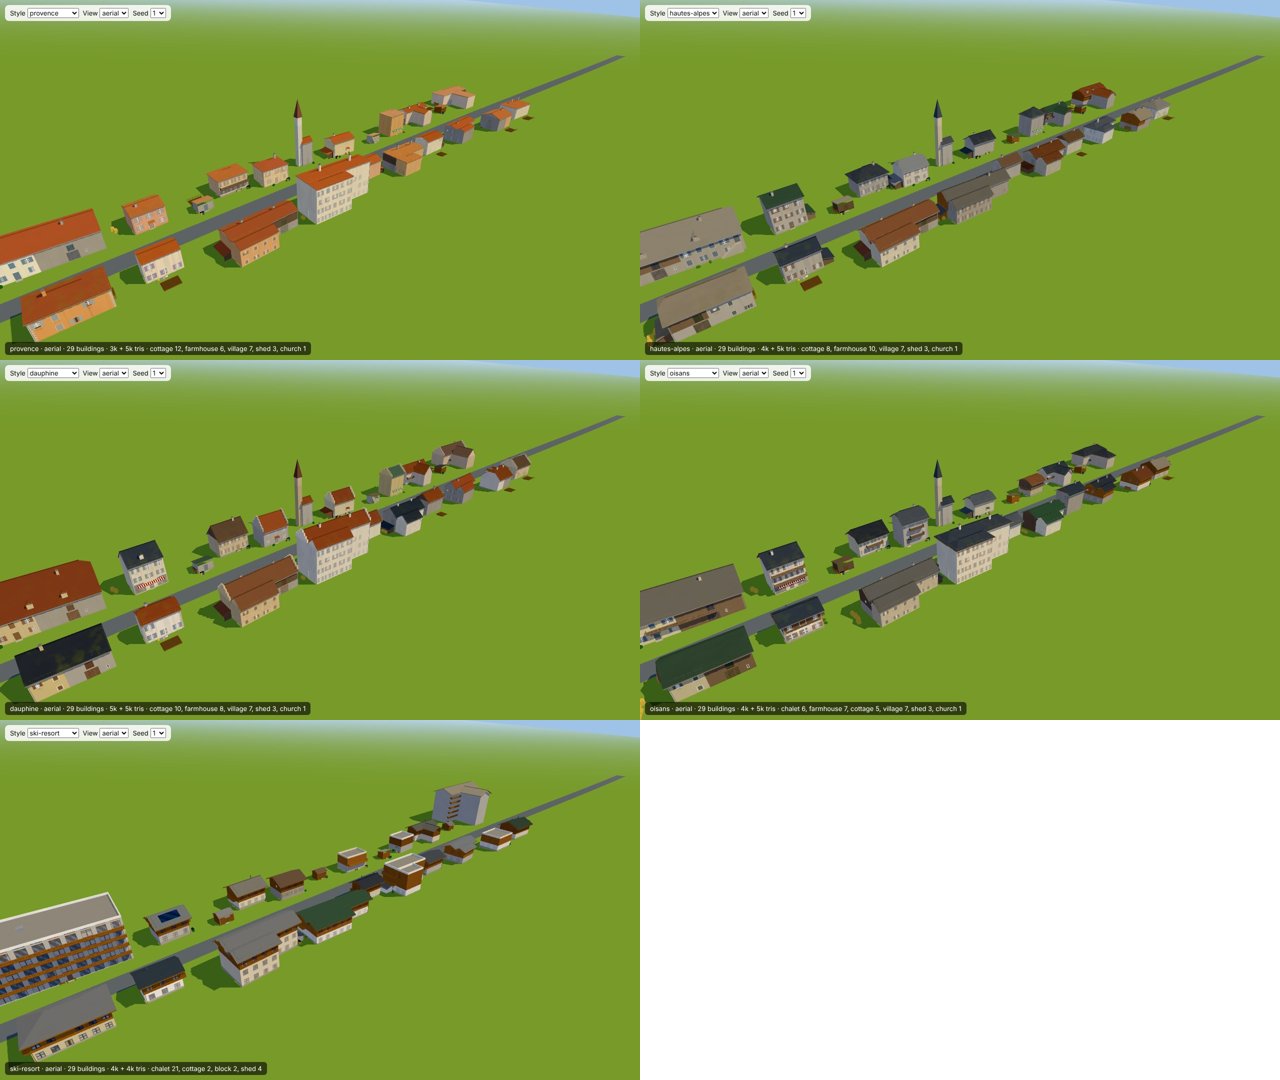 Style provence View aerial Seed 1
provence · aerial · 29 buildings · 3k + 5k tris · cottage 12, farmhouse 6, village 7, shed 3, church 1
Style hautes-alpes View aerial Seed 1
hautes-alpes · aerial · 29 buildings · 4k + 5k tris · cottage 8, farmhouse 10, village 7, shed 3, church 1
Style dauphine View aerial Seed 1
dauphine · aerial · 29 buildings · 5k + 5k tris · cottage 10, farmhouse 8, village 7, shed 3, church 1
Style oisans View aerial Seed 1
oisans · aerial · 29 buildings · 4k + 5k tris · chalet 6, farmhouse 7, cottage 5, village 7, shed 3, church 1
Style ski-resort View aerial Seed 1
ski-resort · aerial · 29 buildings · 4k + 4k tris · chalet 21, cottage 2, block 2, shed 4